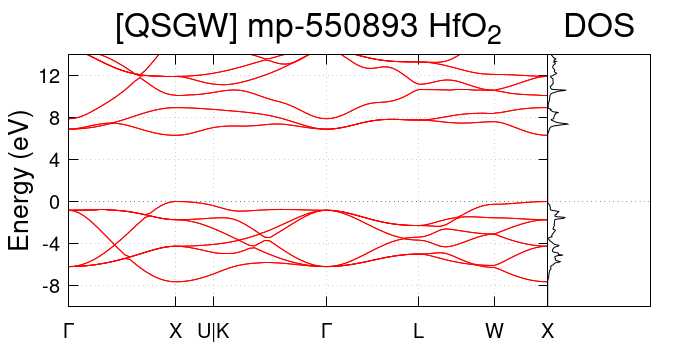 [QSGW] mp-550893 HfO2 DOS
Energy (eV)
12
8
4
0
-4
-8
Γ X U|K Γ L W X